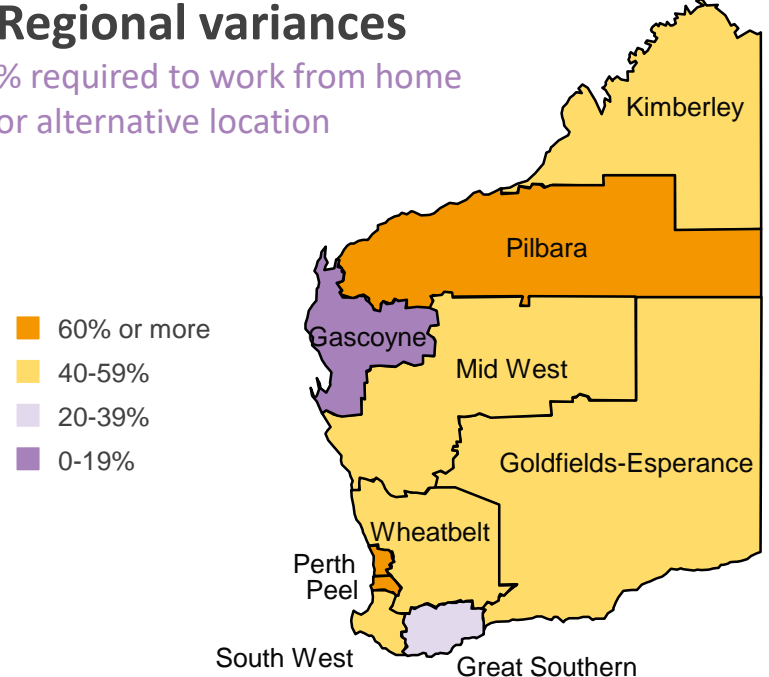 Regional variances
% required to work from home
or alternative location
Kimberley
Pilbara
60% or more
40-59%
20-39%
0-19%
Gascoyne
Mid West
Goldfields-Esperance
Wheatbelt
Perth
Peel
South West
Great Southern